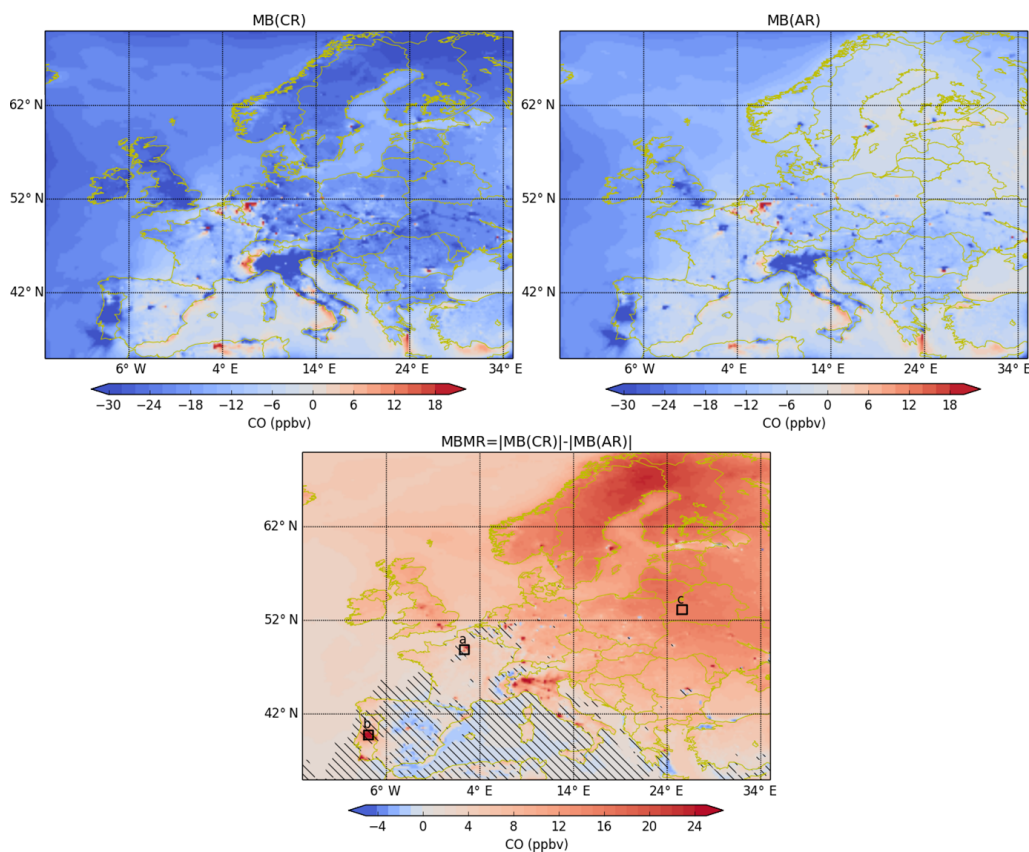 MB(CR)
62° N
52° N
42° N
6° W 4° E 14° E 24° E 34° E
−30 −24 −18 −12 −6 0 6 12 18
CO (ppbv)
MB(AR)
6° W 4° E 14° E 24° E 34° E
−30 −24 −18 −12 −6 0 6 12 18
CO (ppbv)
MBMR=|MB(CR)|-|MB(AR)|
62° N
c
52° N
a
42° N
b
6° W 4° E 14° E 24° E 34° E
−4 0 4 8 12 16 20 24
CO (ppbv)